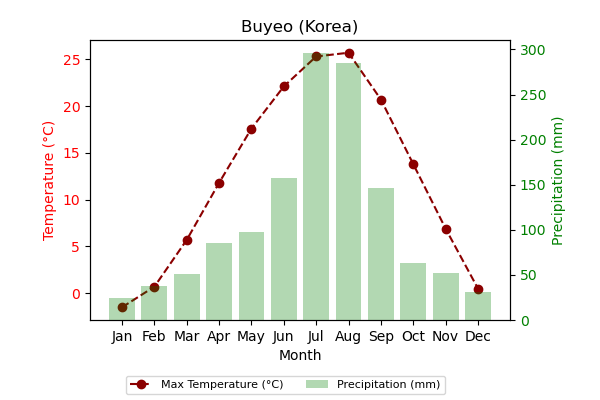 Buyeo (Korea)
Temperature (°C)
25
20
15
10
5
0
300
250
200
150
100
50
0
Precipitation (mm)
Jan Feb Mar Apr May Jun Jul Aug Sep Oct Nov Dec
Month
Max Temperature (°C) Precipitation (mm)